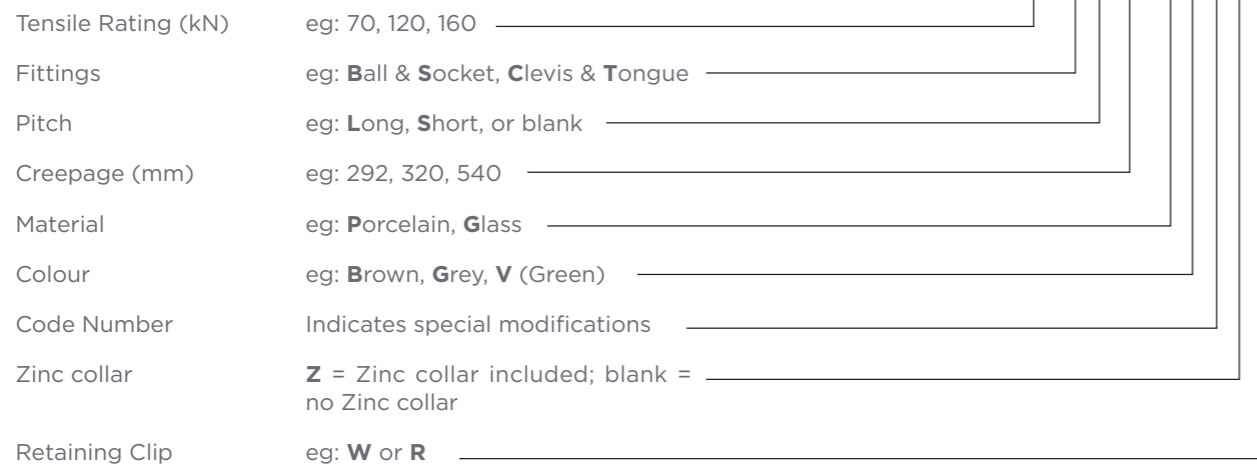 Tensile Rating (kN) eg: 70, 120, 160
Fittings eg: Ball & Socket, Clevis & Tongue
Pitch eg: Long, Short, or blank
Creepage (mm) eg: 292, 320, 540
Material eg: Porcelain, Glass
Colour eg: Brown, Grey, V (Green)
Code Number Indicates special modifications
Zinc collar Z = Zinc collar included; blank =
no Zinc collar
Retaining Clip eg: W or R